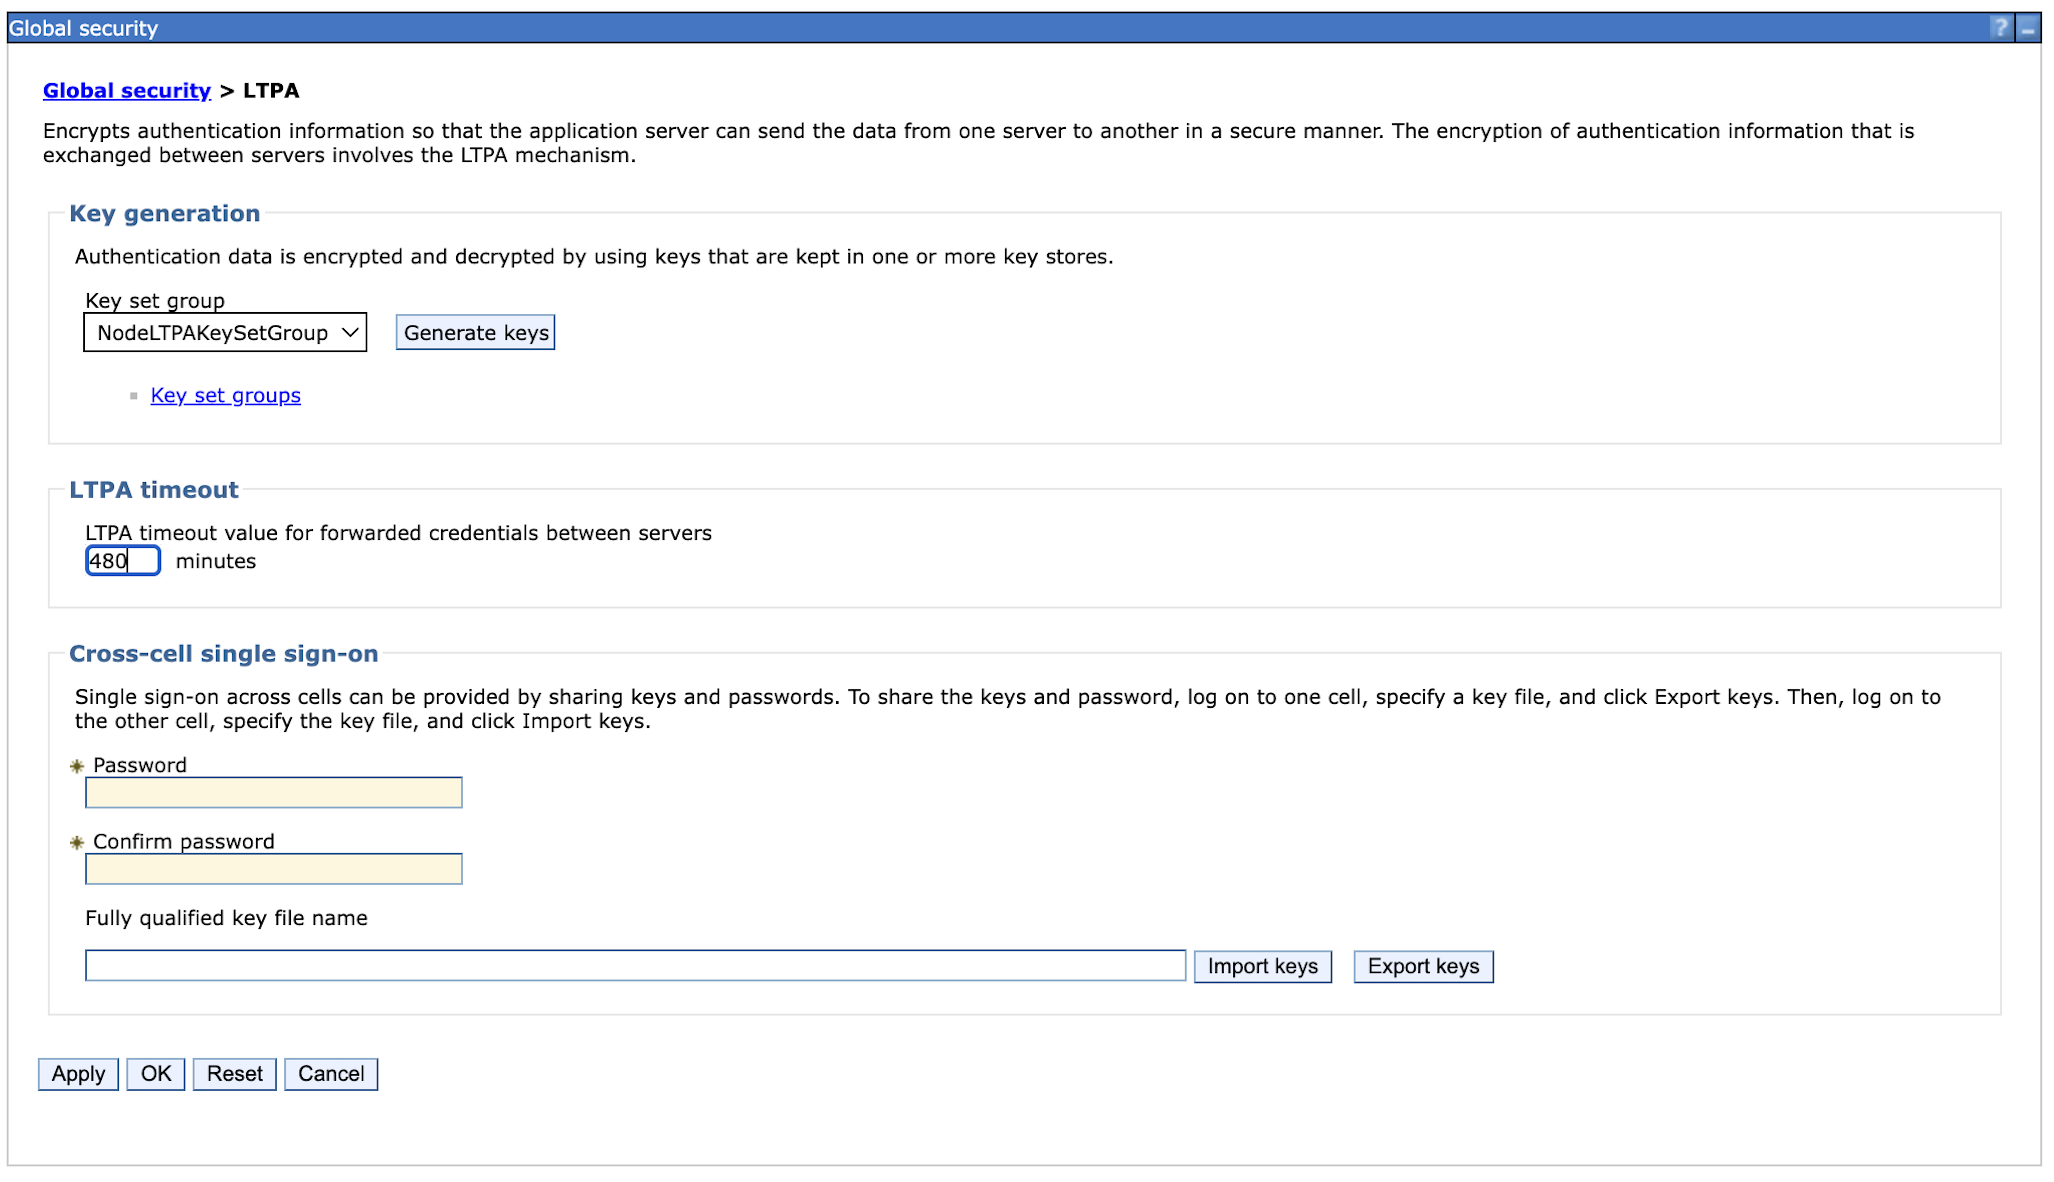 Global security
? –
Global security > LTPA
Encrypts authentication information so that the application server can send the data from one server to another in a secure manner. The encryption of authentication information that is
exchanged between servers involves the LTPA mechanism.
Key generation
Authentication data is encrypted and decrypted by using keys that are kept in one or more key stores.
Key set group
NodeLTPAKeySetGroup Generate keys
Key set groups
LTPA timeout
LTPA timeout value for forwarded credentials between servers
480 minutes
Cross-cell single sign-on
Single sign-on across cells can be provided by sharing keys and passwords. To share the keys and password, log on to one cell, specify a key file, and click Export keys. Then, log on to
the other cell, specify the key file, and click Import keys.
Password
Confirm password
Fully qualified key file name
Import keys Export keys
Apply OK Reset Cancel